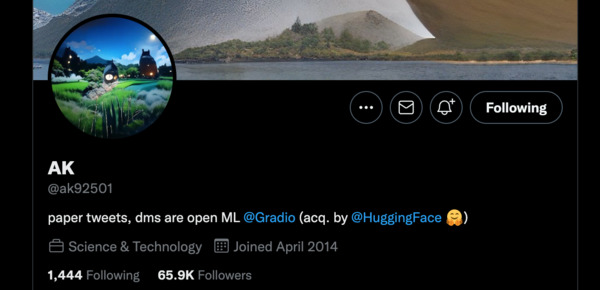 Following
AK
@ak92501
paper tweets, dms are open ML @Gradio (acq. by @HuggingFace 🤗)
Science & Technology Joined April 2014
1,444 Following 65.9K Followers